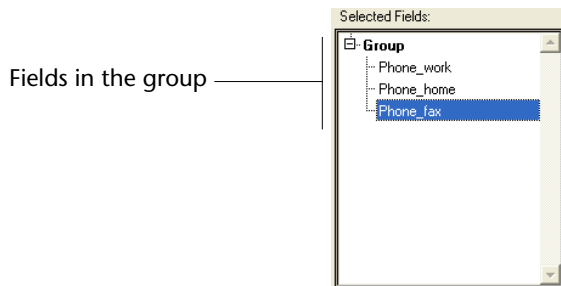 Selected Fields:
Group
Phone_work
Fields in the group
Phone_home
Phone_fax